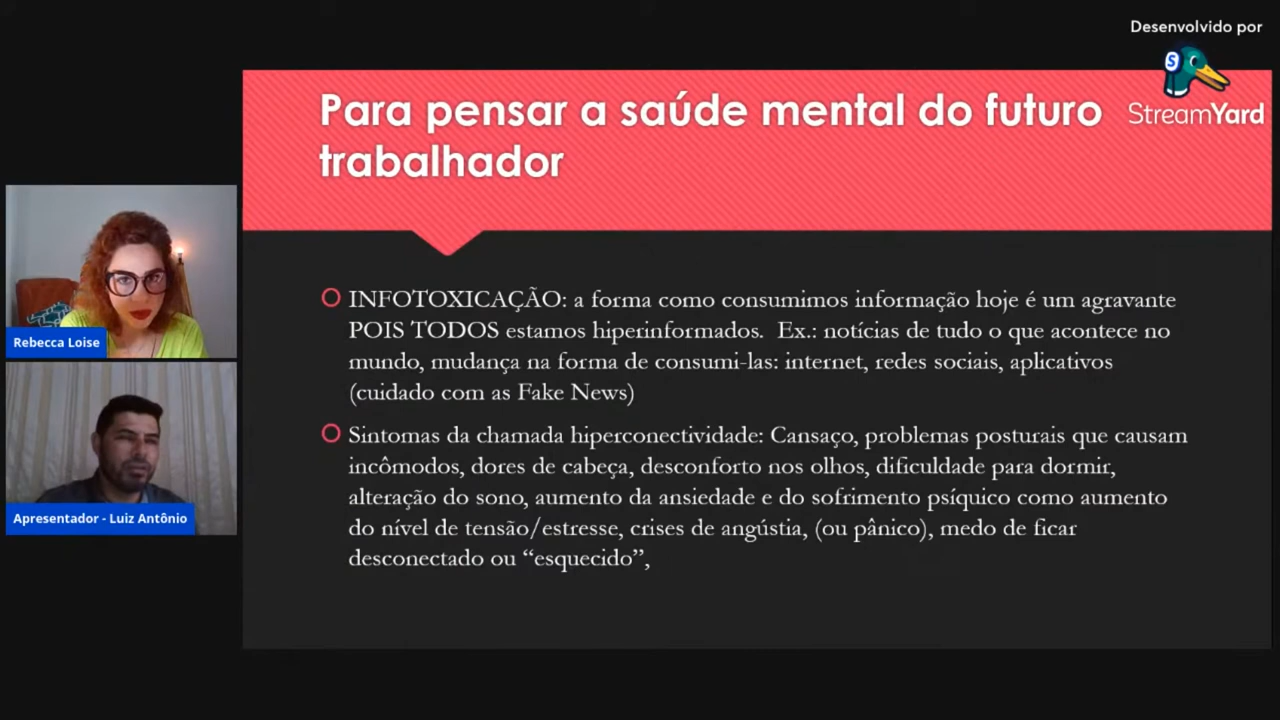 Desenvolvido por
StreamYard
Para pensar a saúde mental do futuro
trabalhador
INFOTOXICAÇÃO: a forma como consumimos informação hoje é um agravante
POIS TODOS estamos hiperinformados.  Ex.: notícias de tudo o que acontece no
mundo, mudança na forma de consumi-las: internet, redes sociais, aplicativos
(cuidado com as Fake News)
Sintomas da chamada hiperconectividade: Cansaço, problemas posturais que causam
incômodos, dores de cabeça, desconforto nos olhos, dificuldade para dormir,
alteração do sono, aumento da ansiedade e do sofrimento psíquico como aumento
do nível de tensão/estresse, crises de angústia, (ou pânico), medo de ficar
desconectado ou “esquecido”,
Rebecca Loise
Apresentador - Luiz Antônio